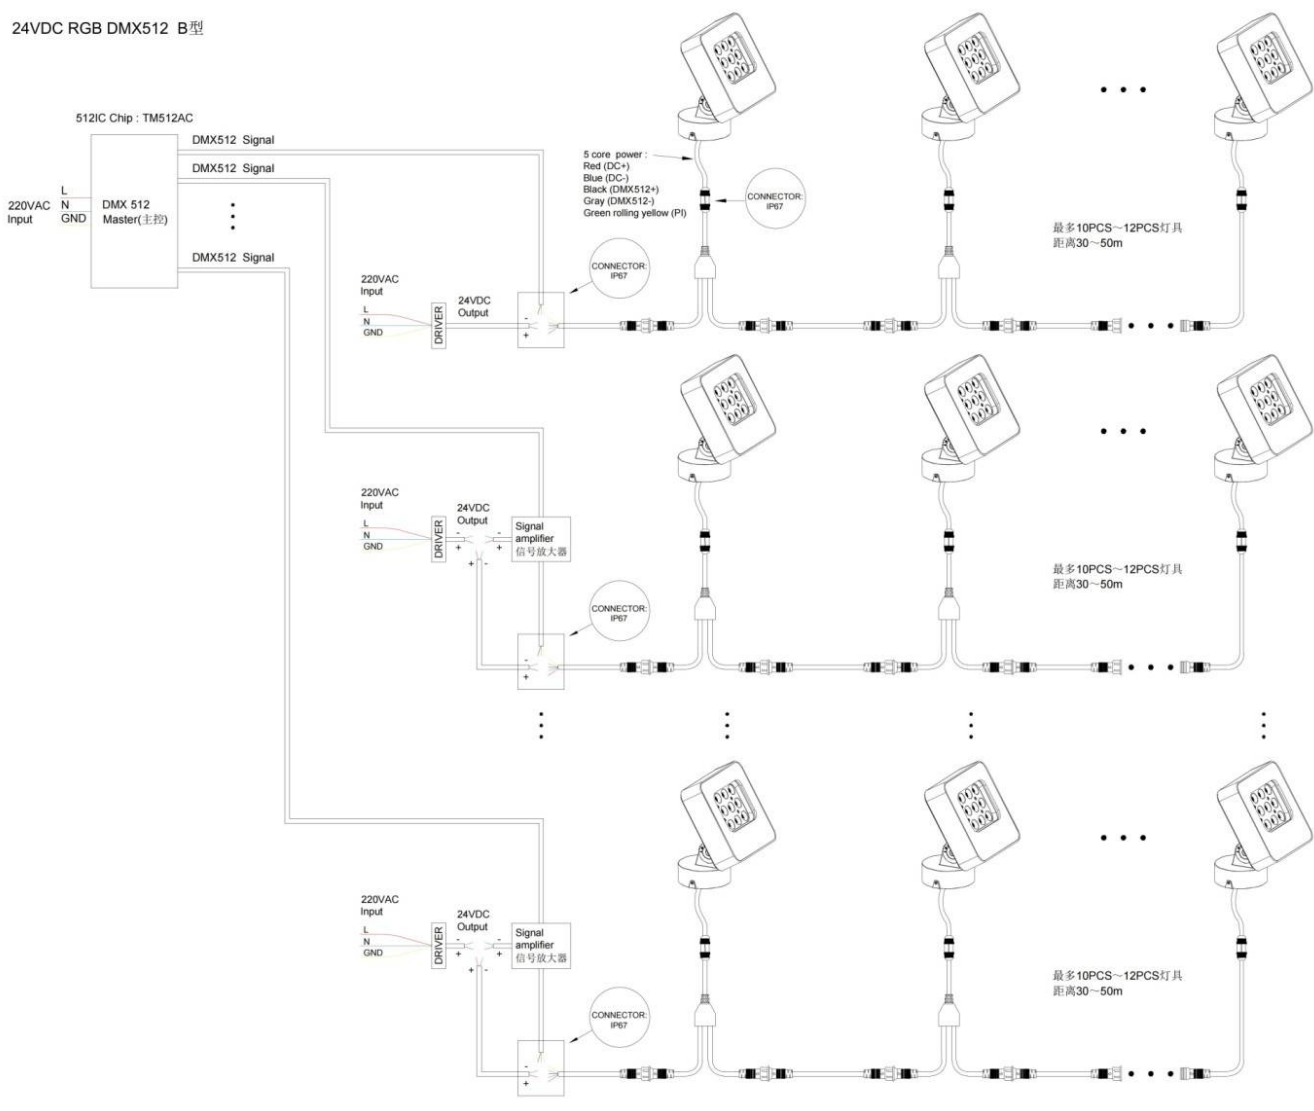 24VDC RGB DMX512 B型
512IC Chip : TM512AC
DMX512 Signal
DMX512 Signal
DMX512 Signal
220VAC
Input
L
N
GND
DMX 512
Master(主控)
5 core power :
Red (DC+)
Blue (DC-)
Black (DMX512+)
Gray (DMX512-)
Green rolling yellow (PI)
CONNECTOR:
IP67
最多10PCS～12PCS灯具
距离30～50m
CONNECTOR:
IP67
220VAC
Input
L
N
GND
DRIVER
24VDC
Output
-
+
220VAC
Input
L
N
GND
DRIVER
24VDC
Output
-
+
-
+
+ -
Signal
amplifier
信号放大器
最多10PCS～12PCS灯具
距离30～50m
CONNECTOR:
IP67
-
+
220VAC
Input
L
N
GND
DRIVER
24VDC
Output
-
+
-
+
+ -
Signal
amplifier
信号放大器
最多10PCS～12PCS灯具
距离30～50m
CONNECTOR:
IP67
-
+